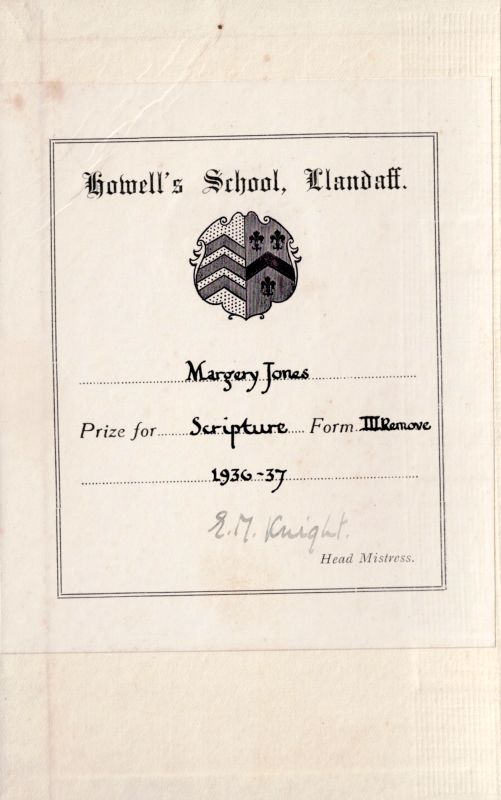 Howell's School, Llandaff.
Margery Jones
Prize for Scripture Form III Remove
1936-37
E. M. Knight.
Head Mistress.